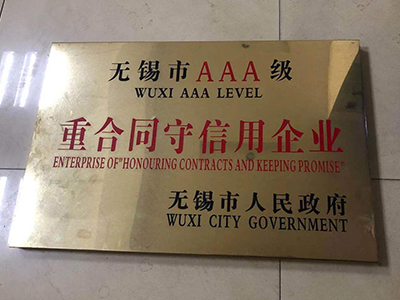 无锡市AAA级
WUXI AAA LEVEL
重合同守信用企业
ENTERPRISE OF"HONOURING CONTRACTS AND KEEPING PROMISE"
无锡市人民政府
WUXI CITY GOVERNMENT